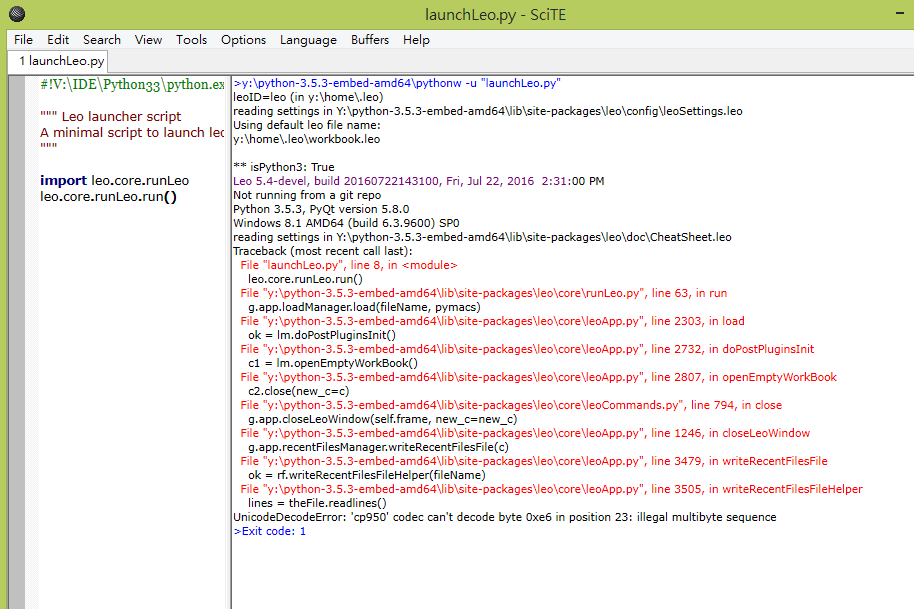 launchLeo.py - SciTE
File Edit Search View Tools Options Language Buffers Help
1 launchLeo.py
#!V:\IDE\Python33\python.ex
""" Leo launcher script
A minimal script to launch leo
"""
import leo.core.runLeo
leo.core.runLeo.run()
>y:\python-3.5.3-embed-amd64\pythonw -u "launchLeo.py"
leoID=leo (in y:\home\.leo)
reading settings in Y:\python-3.5.3-embed-amd64\lib\site-packages\leo\config\leoSettings.leo
Using default leo file name:
y:\home\.leo\workbook.leo
** isPython3: True
Leo 5.4-devel, build 20160722143100, Fri, Jul 22, 2016  2:31:00 PM
Not running from a git repo
Python 3.5.3, PyQt version 5.8.0
Windows 8.1 AMD64 (build 6.3.9600) SP0
reading settings in Y:\python-3.5.3-embed-amd64\lib\site-packages\leo\doc\CheatSheet.leo
Traceback (most recent call last):
File "launchLeo.py", line 8, in <module>
leo.core.runLeo.run()
File "y:\python-3.5.3-embed-amd64\lib\site-packages\leo\core\runLeo.py", line 63, in run
g.app.loadManager.load(fileName, pymacs)
File "y:\python-3.5.3-embed-amd64\lib\site-packages\leo\core\leoApp.py", line 2303, in load
ok = lm.doPostPluginsInit()
File "y:\python-3.5.3-embed-amd64\lib\site-packages\leo\core\leoApp.py", line 2732, in doPostPluginsInit
c1 = lm.openEmptyWorkBook()
File "y:\python-3.5.3-embed-amd64\lib\site-packages\leo\core\leoApp.py", line 2807, in openEmptyWorkBook
c2.close(new_c=c)
File "y:\python-3.5.3-embed-amd64\lib\site-packages\leo\core\leoCommands.py", line 794, in close
g.app.closeLeoWindow(self.frame, new_c=new_c)
File "y:\python-3.5.3-embed-amd64\lib\site-packages\leo\core\leoApp.py", line 1246, in closeLeoWindow
g.app.recentFilesManager.writeRecentFilesFile(c)
File "y:\python-3.5.3-embed-amd64\lib\site-packages\leo\core\leoApp.py", line 3479, in writeRecentFilesFile
ok = rf.writeRecentFilesFileHelper(fileName)
File "y:\python-3.5.3-embed-amd64\lib\site-packages\leo\core\leoApp.py", line 3505, in writeRecentFilesFileHelper
lines = theFile.readlines()
UnicodeDecodeError: 'cp950' codec can't decode byte 0xe6 in position 23: illegal multibyte sequence
>Exit code: 1